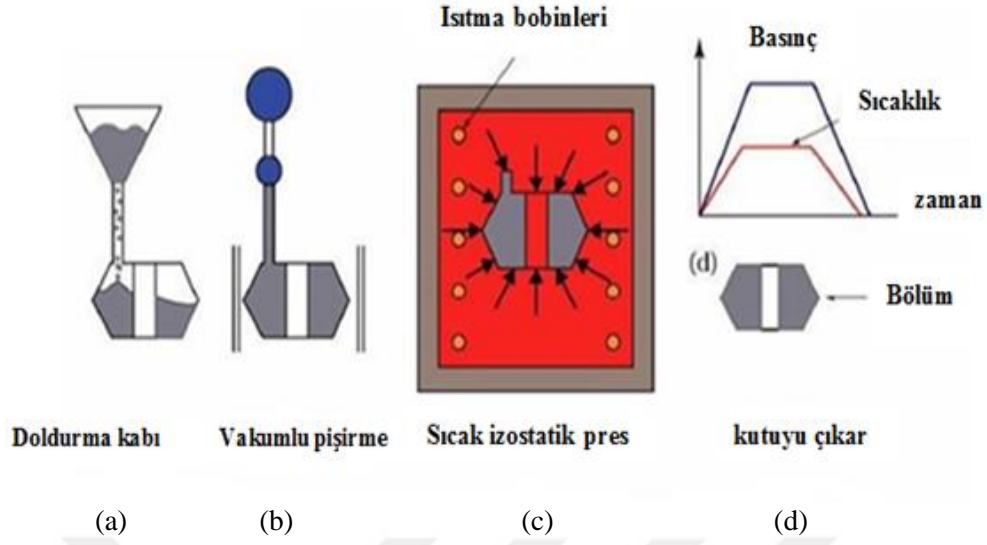 Isıtma bobinleri
Basınç
Sıcaklık
zaman
(d)
Bölüm
Doldurma kabı
Vakumlu pişirme
Sıcak izostatik pres
kutuyu çıkar
(a)
(b)
(c)
(d)